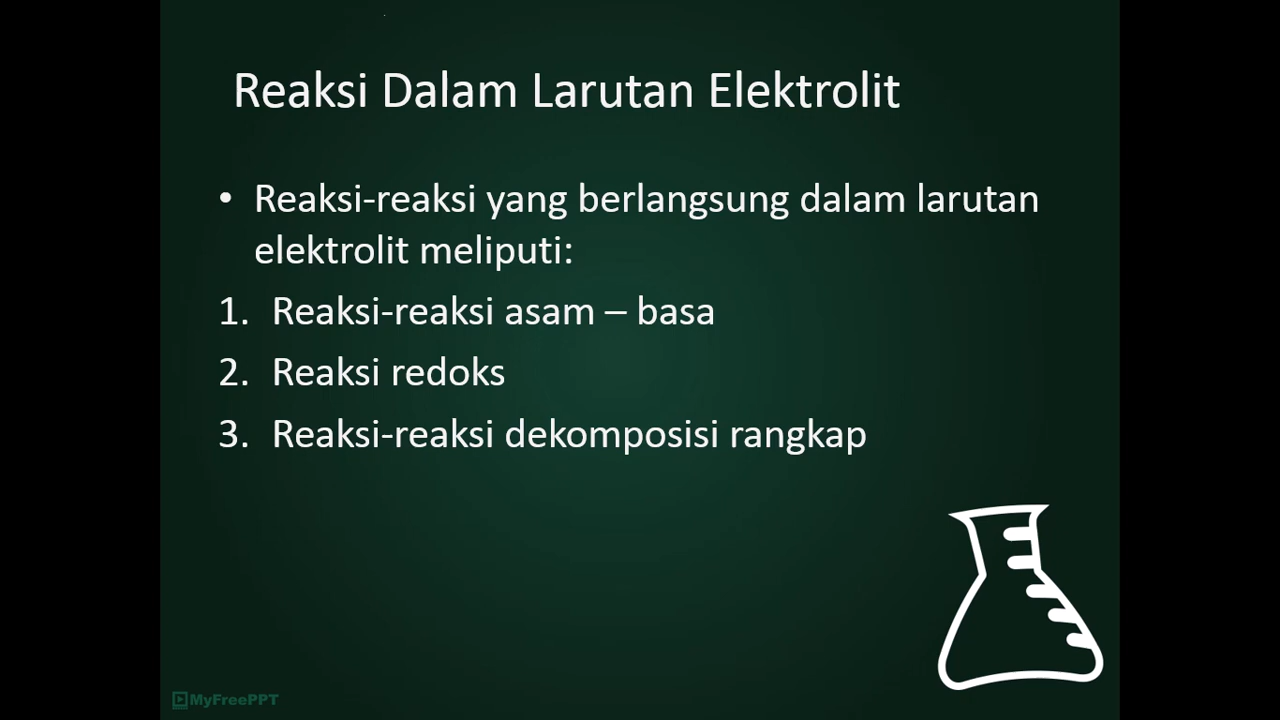 Reaksi Dalam Larutan Elektrolit
• Reaksi-reaksi yang berlangsung dalam larutan
elektrolit meliputi:
1. Reaksi-reaksi asam – basa
2. Reaksi redoks
3. Reaksi-reaksi dekomposisi rangkap
MyFreePPT